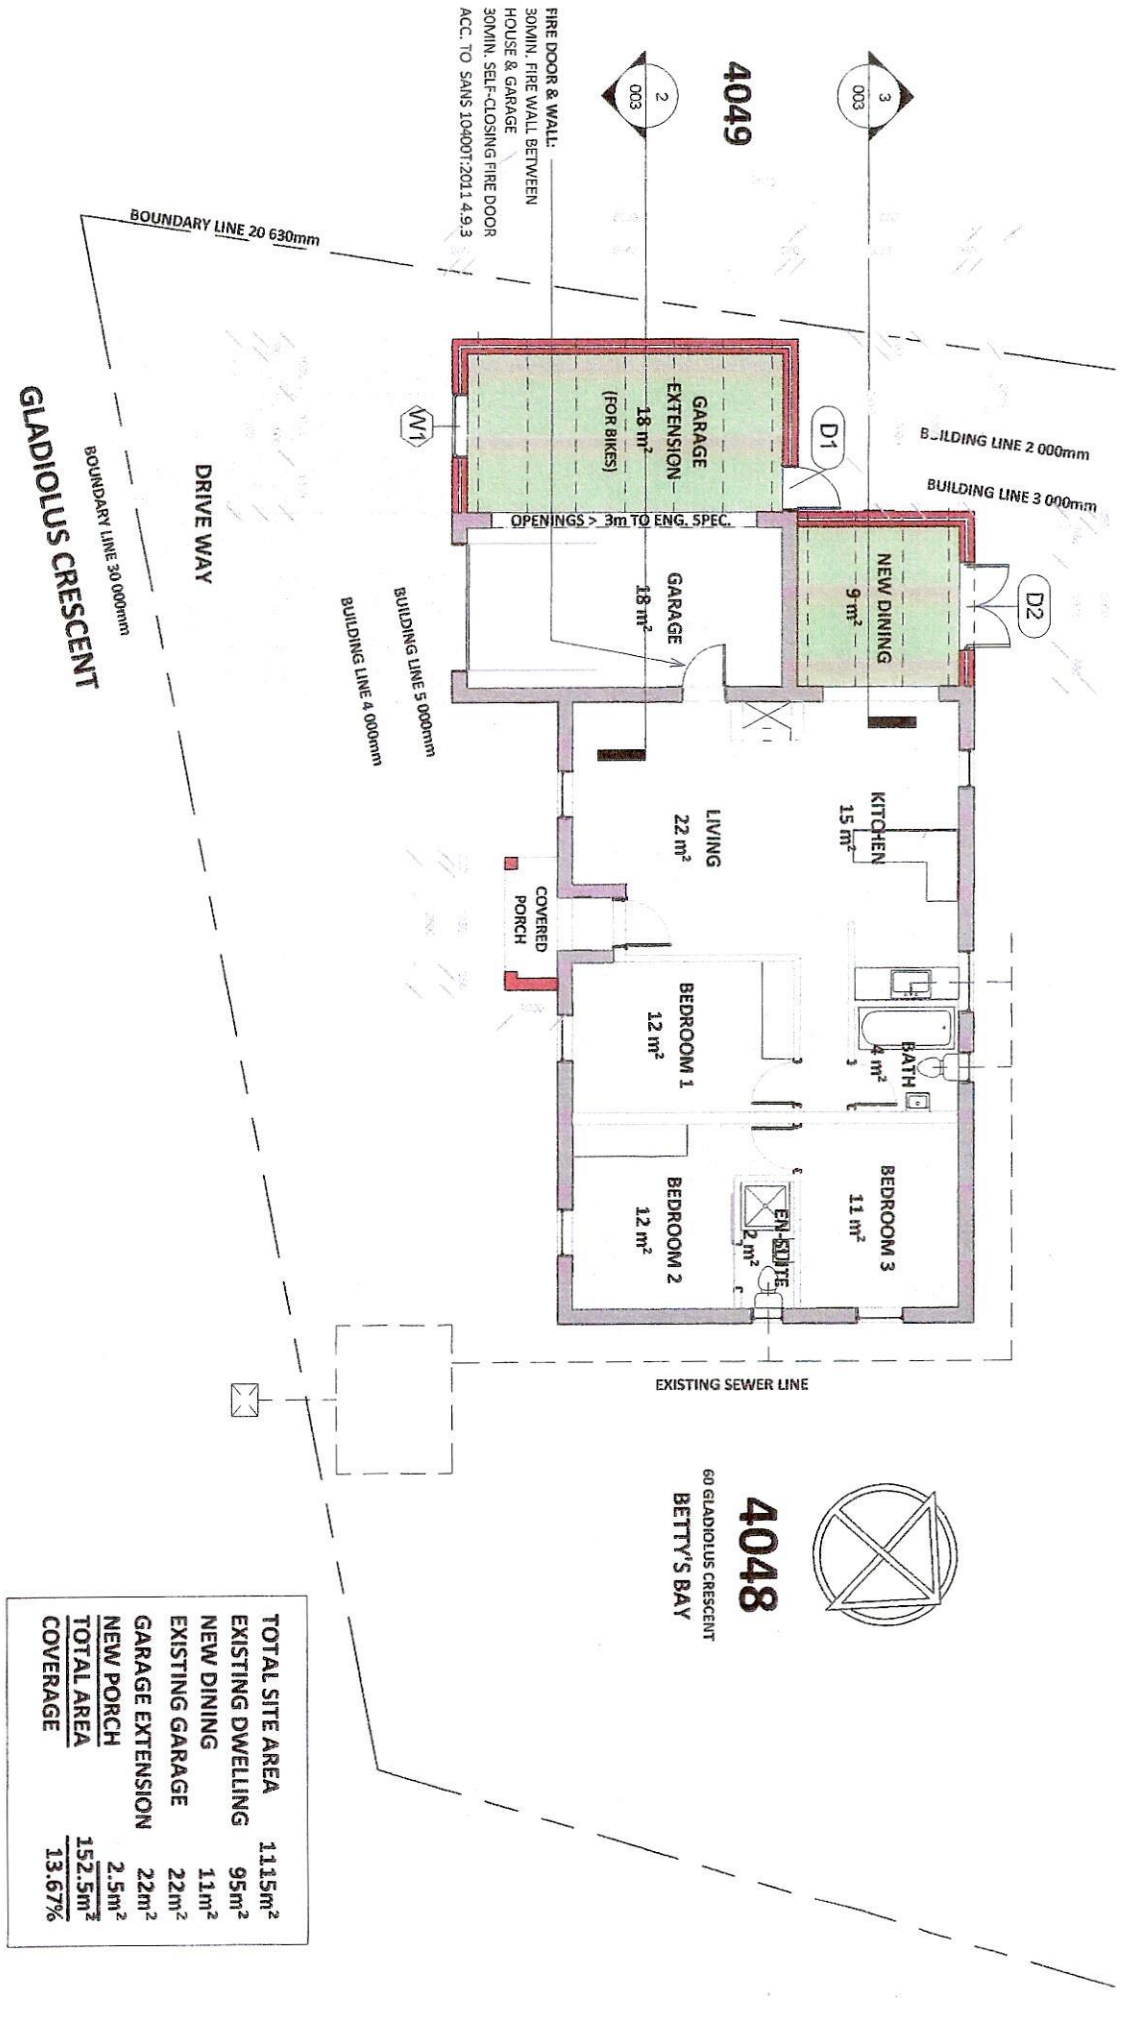 4049
3
003
2
003
FIRE DOOR & WALL:
30MIN. FIRE WALL BETWEEN
HOUSE & GARAGE
30MIN. SELF-CLOSING FIRE DOOR
ACC. TO SANS 10400T:2011 4.9.3
BOUNDARY LINE 20 630mm
BUILDING LINE 2 000mm
BUILDING LINE 3 000mm
D1
D2
W1
GARAGE
EXTENSION
18 m²
(FOR BIKES)
OPENINGS > 3m TO ENG. SPEC.
NEW DINING
9 m²
GARAGE
18 m²
DRIVE WAY
BUILDING LINE 5 000mm
BUILDING LINE 4 000mm
BOUNDARY LINE 30 000mm
GLADIOLUS CRESCENT
KITCHEN
15 m²
LIVING
22 m²
COVERED
PORCH
BATH
4 m²
BEDROOM 1
12 m²
BEDROOM 3
11 m²
EN-SUITE
2 m²
BEDROOM 2
12 m²
EXISTING SEWER LINE
4048
60 GLADIOLUS CRESCENT
BETTY'S BAY
TOTAL SITE AREA 1115m²
EXISTING DWELLING 95m²
NEW DINING 11m²
EXISTING GARAGE 22m²
GARAGE EXTENSION 22m²
NEW PORCH 2.5m²
TOTAL AREA 152.5m²
COVERAGE 13.67%